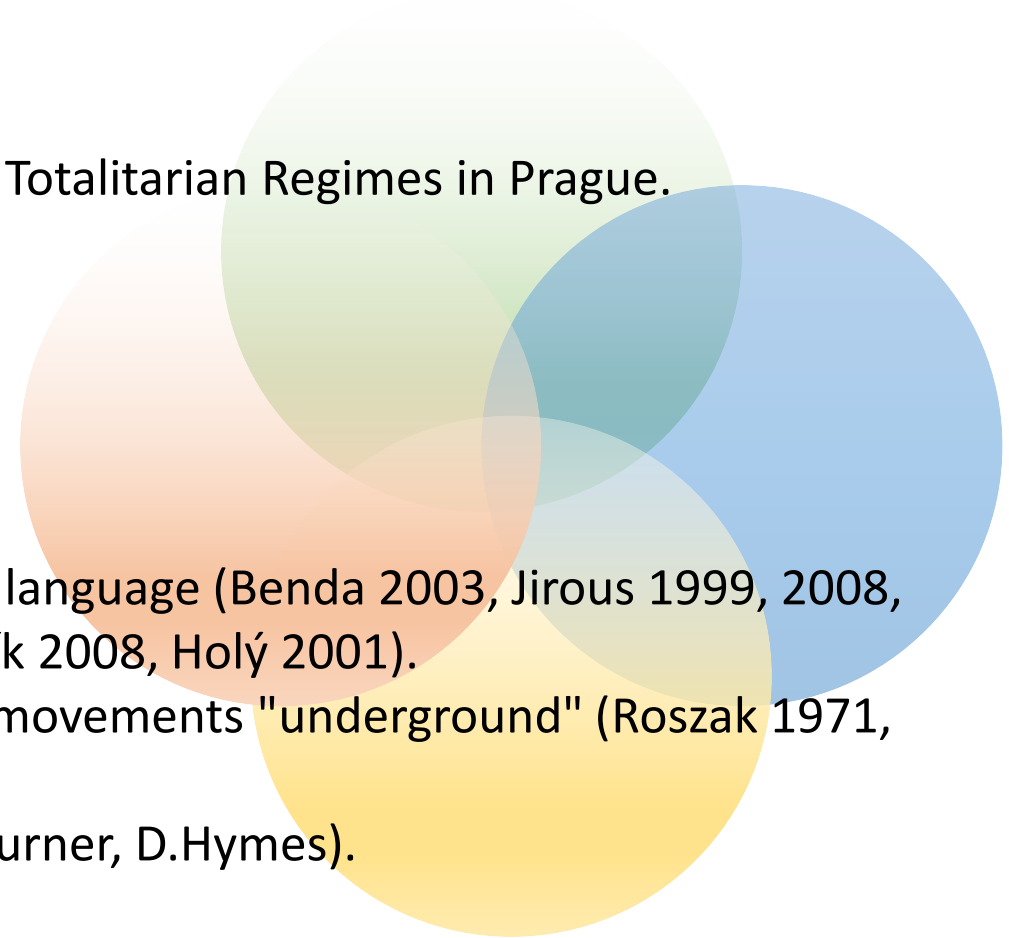 Totalitarian Regimes in Prague.
language (Benda 2003, Jirous 1999, 2008,
k 2008, Holý 2001).
movements "underground" (Roszak 1971,
urner, D.Hymes).